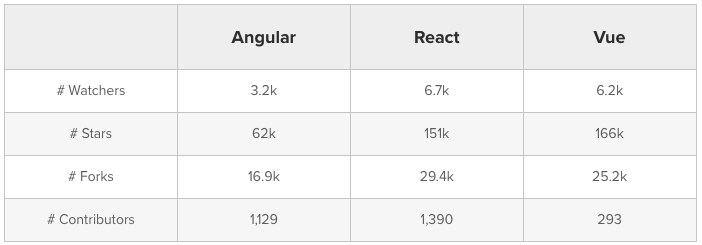 Angular React Vue
# Watchers 3.2k 6.7k 6.2k
# Stars 62k 151k 166k
# Forks 16.9k 29.4k 25.2k
# Contributors 1,129 1,390 293